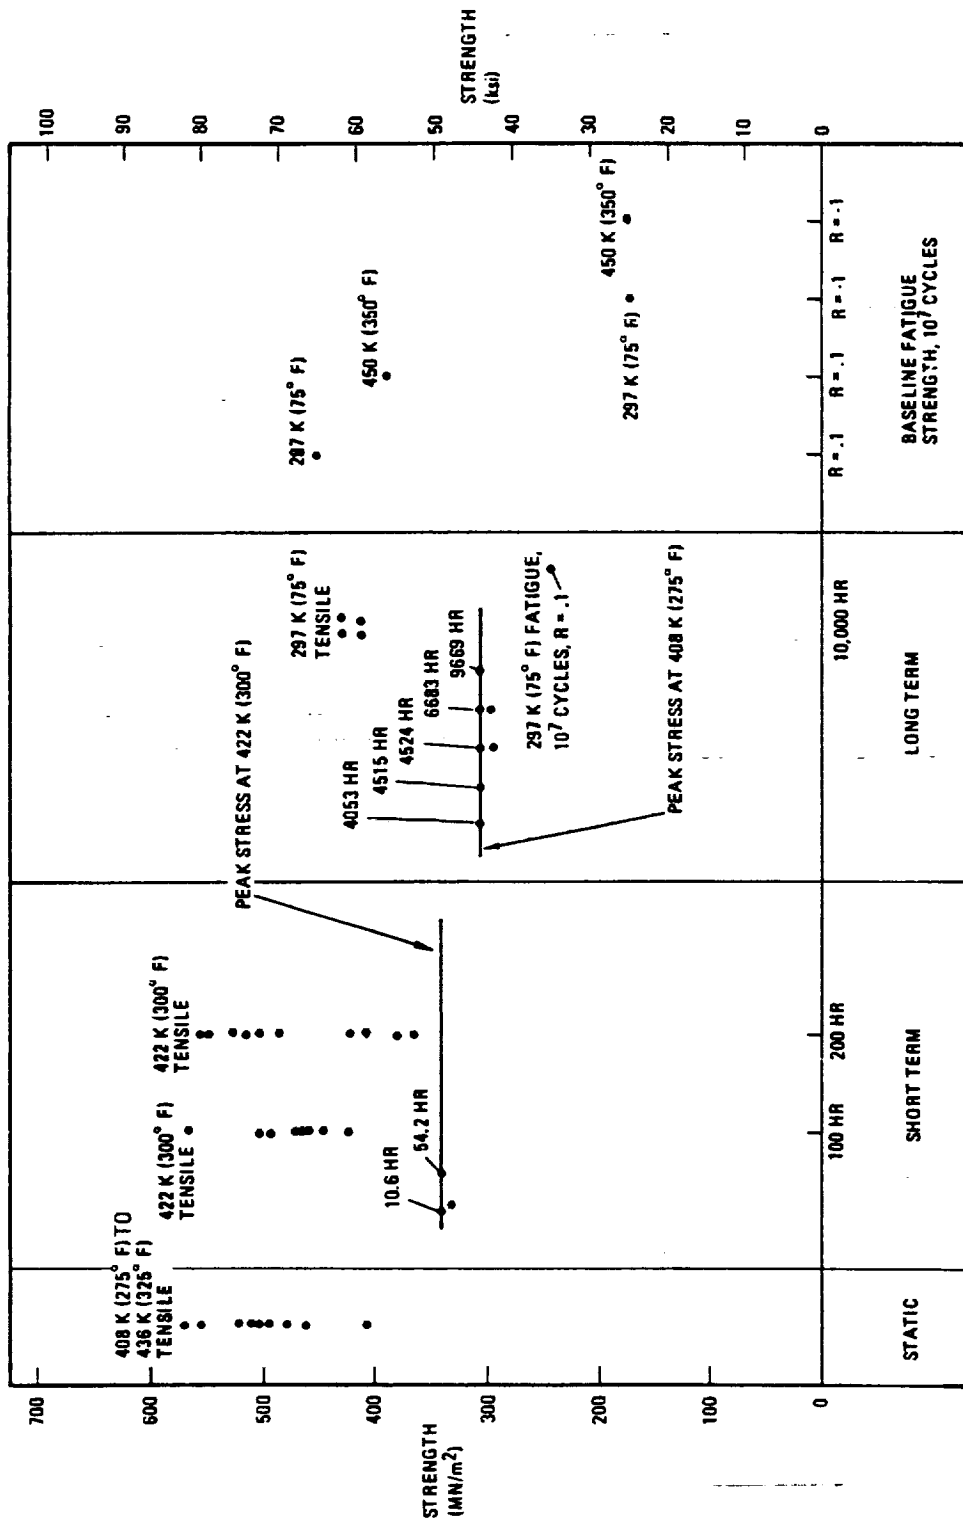 STRENGTH
(MN/m²)
700
600
500
400
300
200
100
0
408 K (275° F) TO
436 K (325° F)
TENSILE
STATIC
422 K (300° F)
TENSILE
422 K (300° F)
TENSILE
10.6 HR
54.2 HR
100 HR
200 HR
SHORT TERM
PEAK STRESS AT 422 K (300° F)
4053 HR
4515 HR
4524 HR
6683 HR
9669 HR
297 K (75° F)
TENSILE
297 K (75° F) FATIGUE,
10⁷ CYCLES, R = .1
PEAK STRESS AT 408 K (275° F)
10,000 HR
LONG TERM
297 K (75° F)
450 K (350° F)
297 K (75° F)
450 K (350° F)
R = .1
R = .1
R = -1
R = -1
BASELINE FATIGUE
STRENGTH, 10⁷ CYCLES
100
90
80
70
60
50
40
30
20
10
0
STRENGTH
(ksi)